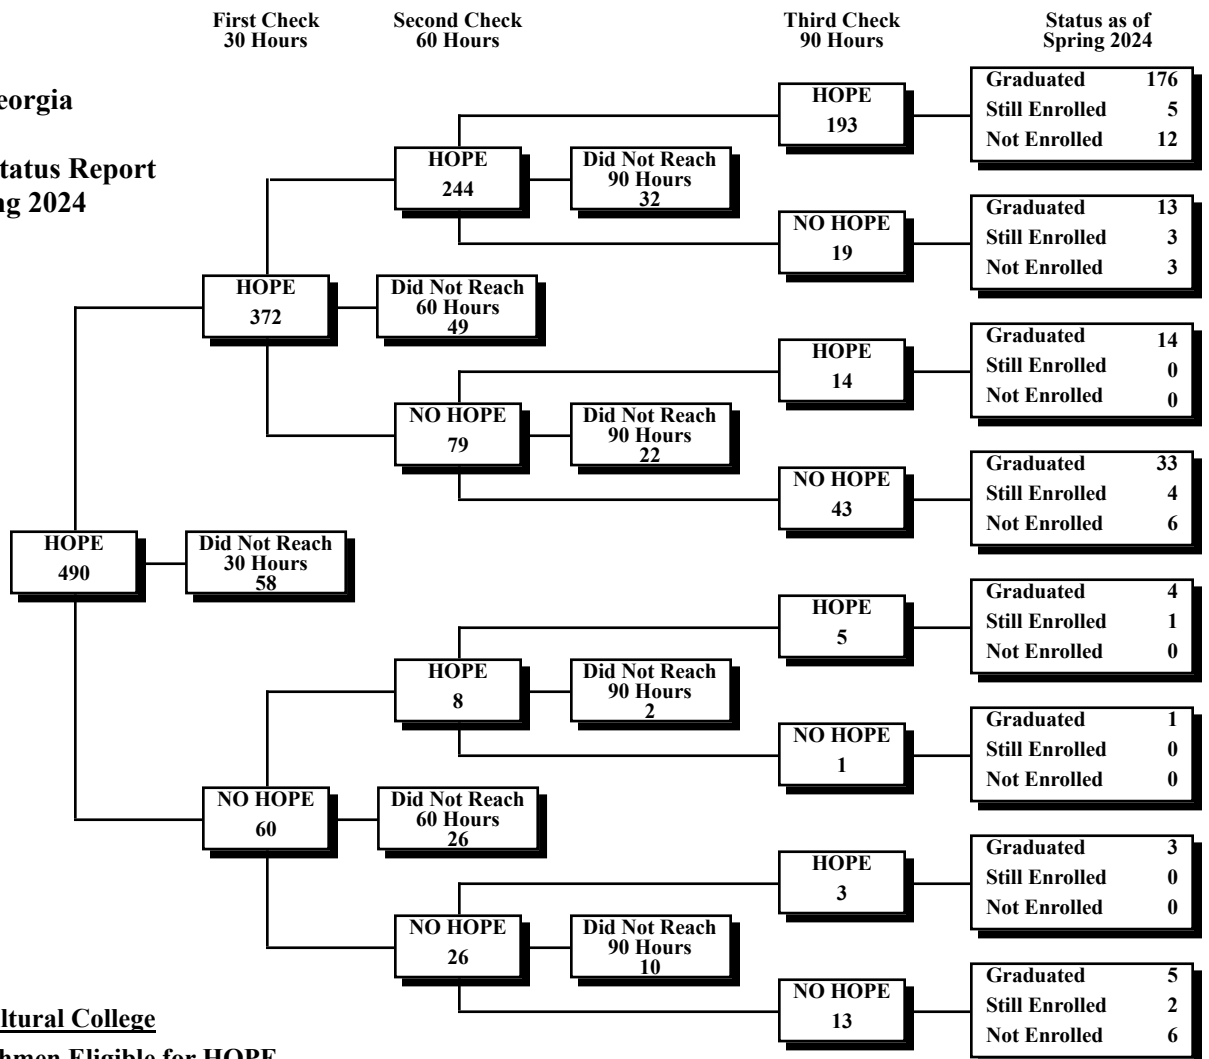 First Check
30 Hours
Second Check
60 Hours
Third Check
90 Hours
Status as of
Spring 2024
Status Report
2024
HOPE
490
Did Not Reach
30 Hours
58
HOPE
372
Did Not Reach
60 Hours
49
NO HOPE
60
Did Not Reach
60 Hours
26
HOPE
244
Did Not Reach
90 Hours
32
NO HOPE
79
Did Not Reach
90 Hours
22
HOPE
8
Did Not Reach
90 Hours
2
NO HOPE
26
Did Not Reach
90 Hours
10
HOPE
193
Graduated 176
Still Enrolled 5
Not Enrolled 12
NO HOPE
19
Graduated 13
Still Enrolled 3
Not Enrolled 3
HOPE
14
Graduated 14
Still Enrolled 0
Not Enrolled 0
NO HOPE
43
Graduated 33
Still Enrolled 4
Not Enrolled 6
HOPE
5
Graduated 4
Still Enrolled 1
Not Enrolled 0
NO HOPE
1
Graduated 1
Still Enrolled 0
Not Enrolled 0
HOPE
3
Graduated 3
Still Enrolled 0
Not Enrolled 0
NO HOPE
13
Graduated 5
Still Enrolled 2
Not Enrolled 6
College
Eligible for HOPE